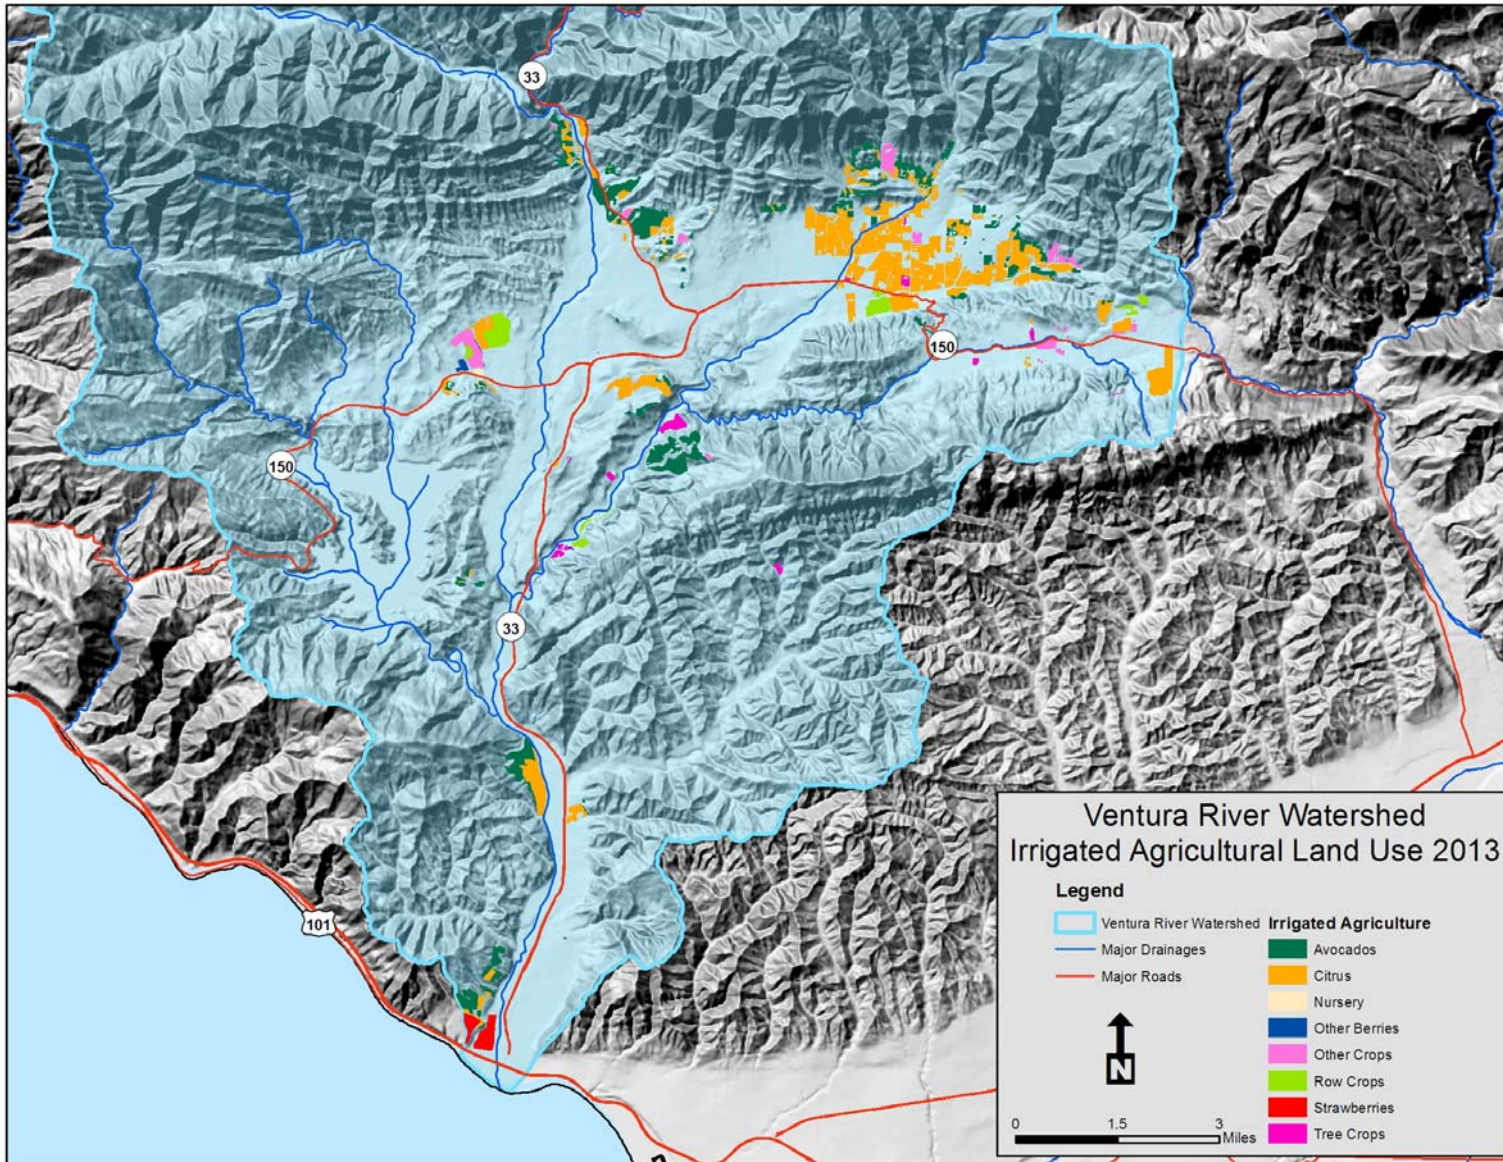 33
150
150
33
101
Ventura River Watershed
Irrigated Agricultural Land Use 2013
Legend
Ventura River Watershed
Major Drainages
Major Roads
Irrigated Agriculture
Avocados
Citrus
Nursery
Other Berries
Other Crops
Row Crops
Strawberries
Tree Crops
N
0 1.5 3
Miles